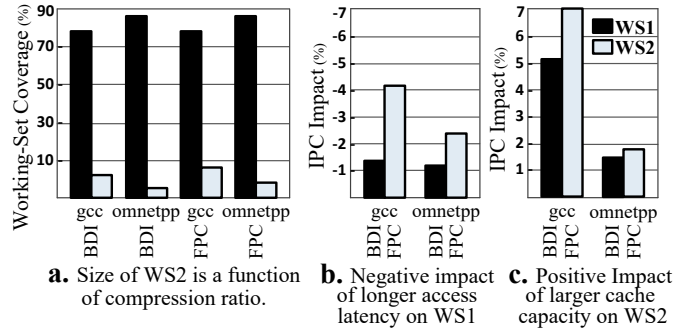 90
70
50
30
10
Working-Set Coverage (%)
gcc omnetpp gcc omnetpp
BDI BDI FPC FPC
a. Size of WS2 is a function
of compression ratio.
-7
-6
-5
-4
-3
-2
-1
IPC Impact (%)
gcc omnetpp
BDI FPC BDI FPC
b. Negative impact
of longer access
latency on WS1
7
6
5
4
3
2
1
IPC Impact (%)
WS1
WS2
gcc omnetpp
BDI FPC BDI FPC
c. Positive Impact
of larger cache
capacity on WS2